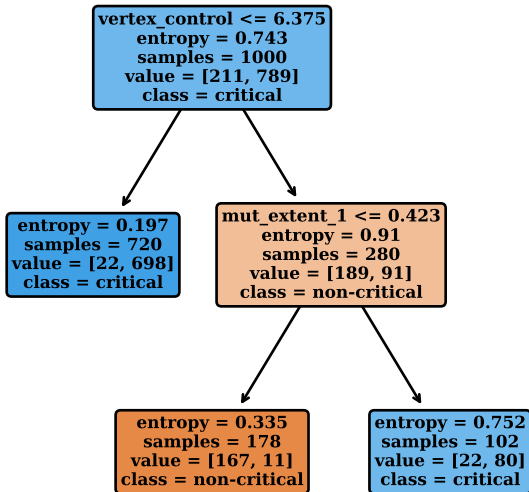 vertex_control <= 6.375
entropy = 0.743
samples = 1000
value = [211, 789]
class = critical
entropy = 0.197
samples = 720
value = [22, 698]
class = critical
mut_extent_1 <= 0.423
entropy = 0.91
samples = 280
value = [189, 91]
class = non-critical
entropy = 0.335
samples = 178
value = [167, 11]
class = non-critical
entropy = 0.752
samples = 102
value = [22, 80]
class = critical